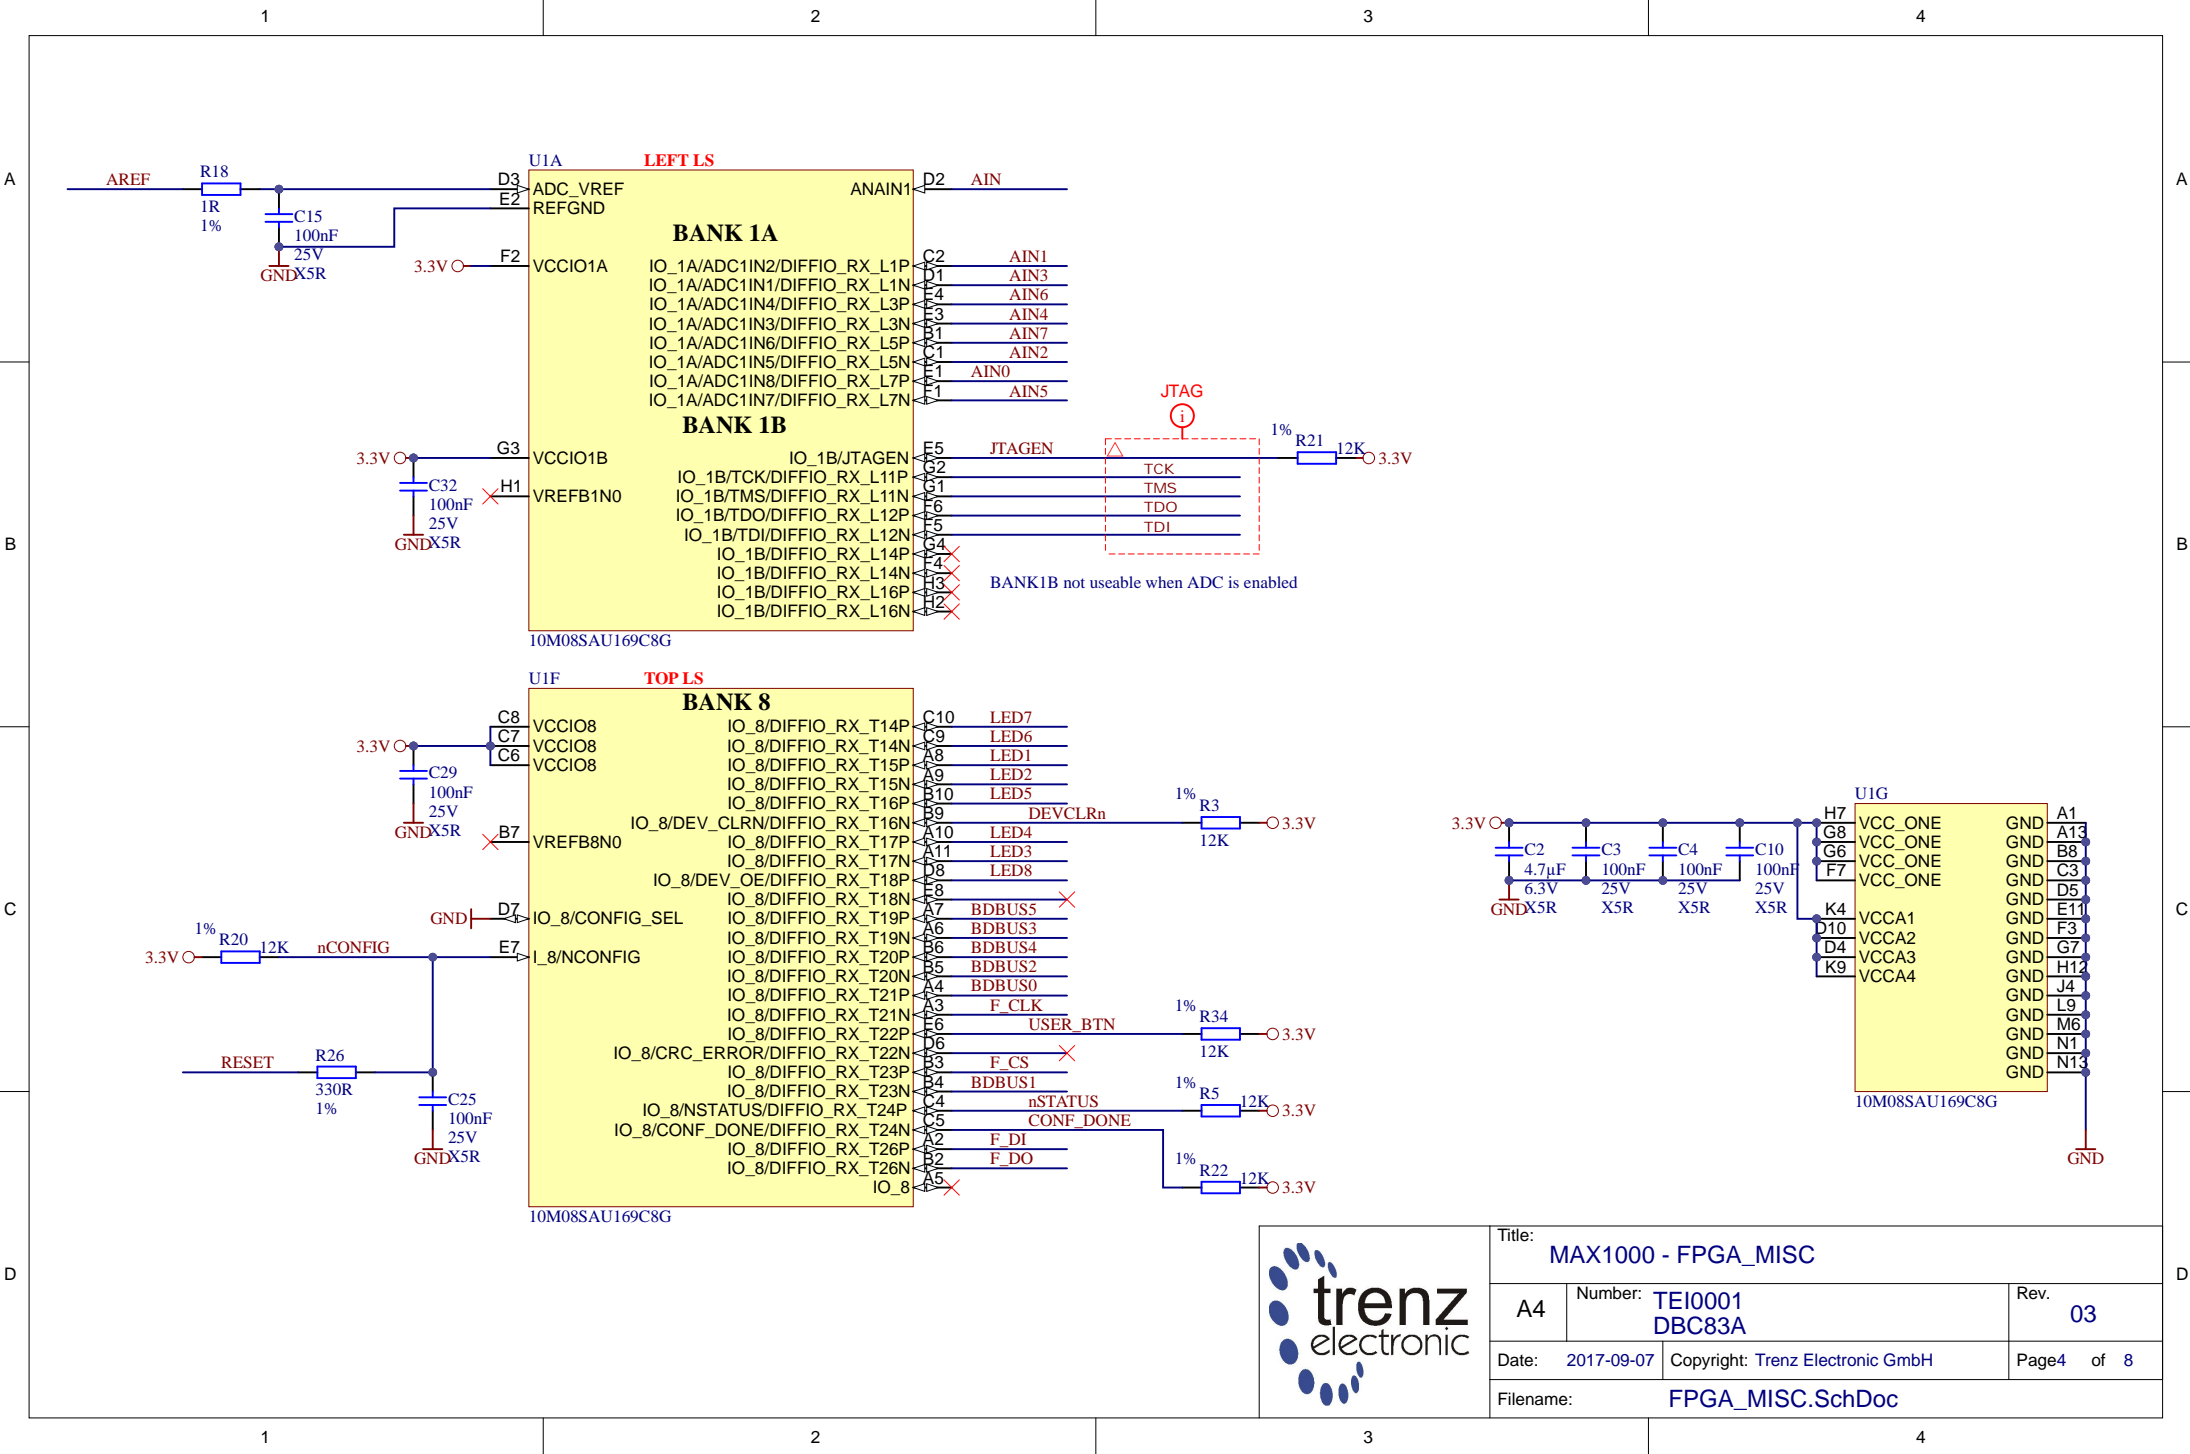 1 2 3 4
A A
B B
C C
D D
U1A LEFT LS
AREF
R18
1R
1%
C15
100nF
25V
X5R
GND
D3 ADC_VREF
E2 REFGND
ANAIN1 D2 AIN
BANK 1A
3.3V F2 VCCIO1A
IO_1A/ADC1IN2/DIFFIO_RX_L1P C2 AIN1
IO_1A/ADC1IN1/DIFFIO_RX_L1N D1 AIN3
IO_1A/ADC1IN4/DIFFIO_RX_L3P E4 AIN6
IO_1A/ADC1IN3/DIFFIO_RX_L3N E3 AIN4
IO_1A/ADC1IN6/DIFFIO_RX_L5P B1 AIN7
IO_1A/ADC1IN5/DIFFIO_RX_L5N C1 AIN2
IO_1A/ADC1IN8/DIFFIO_RX_L7P E1 AIN0
IO_1A/ADC1IN7/DIFFIO_RX_L7N F1 AIN5
BANK 1B
JTAG
i
3.3V G3 VCCIO1B
C32
100nF
25V
X5R
GND
H1 VREFB1N0
IO_1B/JTAGEN E5 JTAGEN
1% R21 12K 3.3V
IO_1B/TCK/DIFFIO_RX_L11P G2 TCK
IO_1B/TMS/DIFFIO_RX_L11N G1 TMS
IO_1B/TDO/DIFFIO_RX_L12P F6 TDO
IO_1B/TDI/DIFFIO_RX_L12N F5 TDI
IO_1B/DIFFIO_RX_L14P G4
IO_1B/DIFFIO_RX_L14N F4
IO_1B/DIFFIO_RX_L16P H3
IO_1B/DIFFIO_RX_L16N H2
BANK1B not useable when ADC is enabled
10M08SAU169C8G
U1F TOP LS
BANK 8
C8 VCCIO8
3.3V C7 VCCIO8
C6 VCCIO8
C29
100nF
25V
X5R
GND
B7 VREFB8N0
GND D7 IO_8/CONFIG_SEL
3.3V 1% R20 12K nCONFIG E7 I_8/NCONFIG
RESET
R26
330R
1%
C25
100nF
25V
X5R
GND
IO_8/DIFFIO_RX_T14P C10 LED7
IO_8/DIFFIO_RX_T14N C9 LED6
IO_8/DIFFIO_RX_T15P A8 LED1
IO_8/DIFFIO_RX_T15N A9 LED2
IO_8/DIFFIO_RX_T16P B10 LED5
IO_8/DEV_CLRN/DIFFIO_RX_T16N B9 DEVCLRn 1% R3 12K 3.3V
IO_8/DIFFIO_RX_T17P A10 LED4
IO_8/DIFFIO_RX_T17N A11 LED3
IO_8/DEV_OE/DIFFIO_RX_T18P D8 LED8
IO_8/DIFFIO_RX_T18N E8
IO_8/DIFFIO_RX_T19P A7 BDBUS5
IO_8/DIFFIO_RX_T19N A6 BDBUS3
IO_8/DIFFIO_RX_T20P B6 BDBUS4
IO_8/DIFFIO_RX_T20N B5 BDBUS2
IO_8/DIFFIO_RX_T21P A4 BDBUS0
IO_8/DIFFIO_RX_T21N A3 F_CLK
IO_8/DIFFIO_RX_T22P E6 USER_BTN 1% R34 12K 3.3V
IO_8/CRC_ERROR/DIFFIO_RX_T22N D6
IO_8/DIFFIO_RX_T23P B3 F_CS
IO_8/DIFFIO_RX_T23N B4 BDBUS1
IO_8/NSTATUS/DIFFIO_RX_T24P C4 nSTATUS 1% R5 12K 3.3V
IO_8/CONF_DONE/DIFFIO_RX_T24N C5 CONF_DONE 1% R22 12K 3.3V
IO_8/DIFFIO_RX_T26P A2 F_DI
IO_8/DIFFIO_RX_T26N B2 F_DO
IO_8 A5
10M08SAU169C8G
U1G
3.3V
C2
4.7µF
6.3V
X5R
GND
C3
100nF
25V
X5R
C4
100nF
25V
X5R
C10
100nF
25V
X5R
H7 VCC_ONE GND A1
G8 VCC_ONE GND A13
G6 VCC_ONE GND B8
F7 VCC_ONE GND C3
GND D5
K4 VCCA1 GND E11
D10 VCCA2 GND F3
D4 VCCA3 GND G7
K9 VCCA4 GND H12
GND J4
GND L9
GND M6
GND N1
GND N13
10M08SAU169C8G
GND
trenz
electronic
Title:
MAX1000 - FPGA_MISC
A4
Number: TEI0001
DBC83A
Rev.
03
Date: 2017-09-07
Copyright: Trenz Electronic GmbH
Page4 of 8
Filename: FPGA_MISC.SchDoc
1 2 3 4